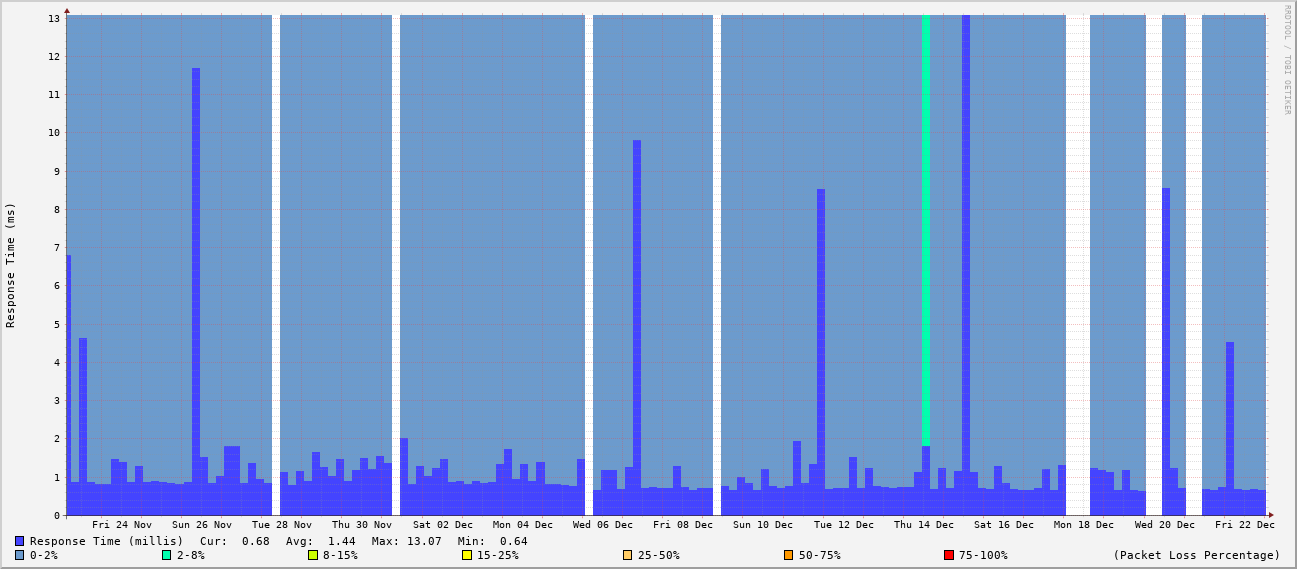 RRDTOOL / TOBI OETIKER
Response Time (ms)
13
12
11
10
9
8
7
6
5
4
3
2
1
0
Fri 24 Nov Sun 26 Nov Tue 28 Nov Thu 30 Nov Sat 02 Dec Mon 04 Dec Wed 06 Dec Fri 08 Dec Sun 10 Dec Tue 12 Dec Thu 14 Dec Sat 16 Dec Mon 18 Dec Wed 20 Dec Fri 22 Dec
Response Time (millis) Cur: 0.68 Avg: 1.44 Max: 13.07 Min: 0.64
0-2% 2-8% 8-15% 15-25% 25-50% 50-75% 75-100% (Packet Loss Percentage)